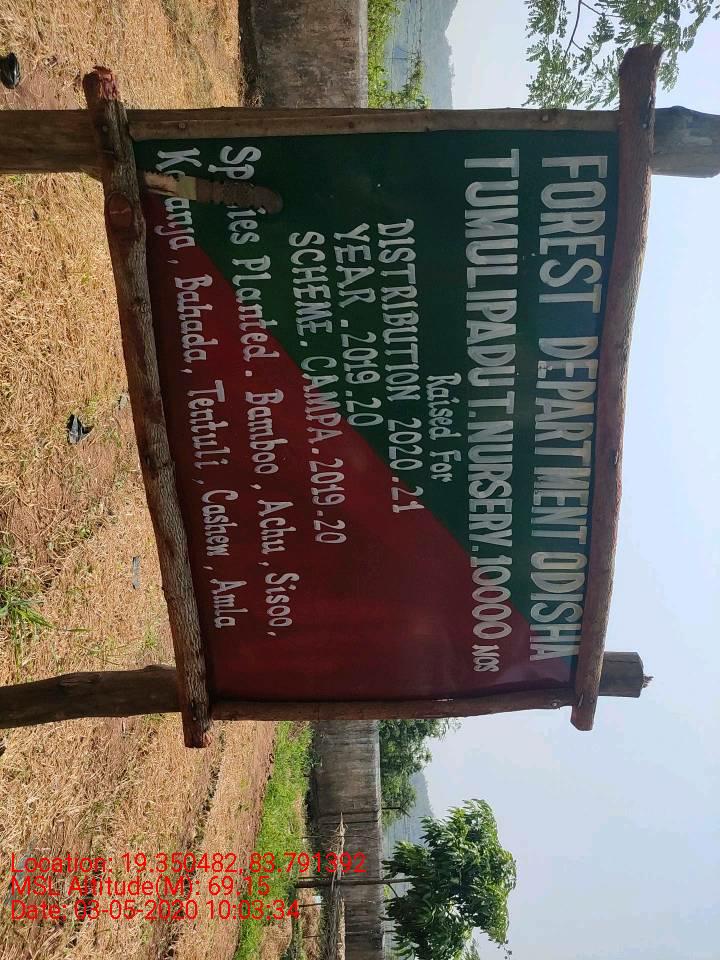 FOREST DEPARTMENT ODISHA
TUMULIPADU T. NURSERY. 10000 NOS
Raised For
DISTRIBUTION 2020.21
YEAR. 2019.20
SCHEME. CAMPA. 2019-20
Species Planted. Bamboo, Achu, Sisoo,
Karanja, Bahada, Tentuli, Cashew, Amla
Location: 19.350482, 83.791392
MSL Altitude(M): 69.15
Date: 03-05-2020 10:03:34